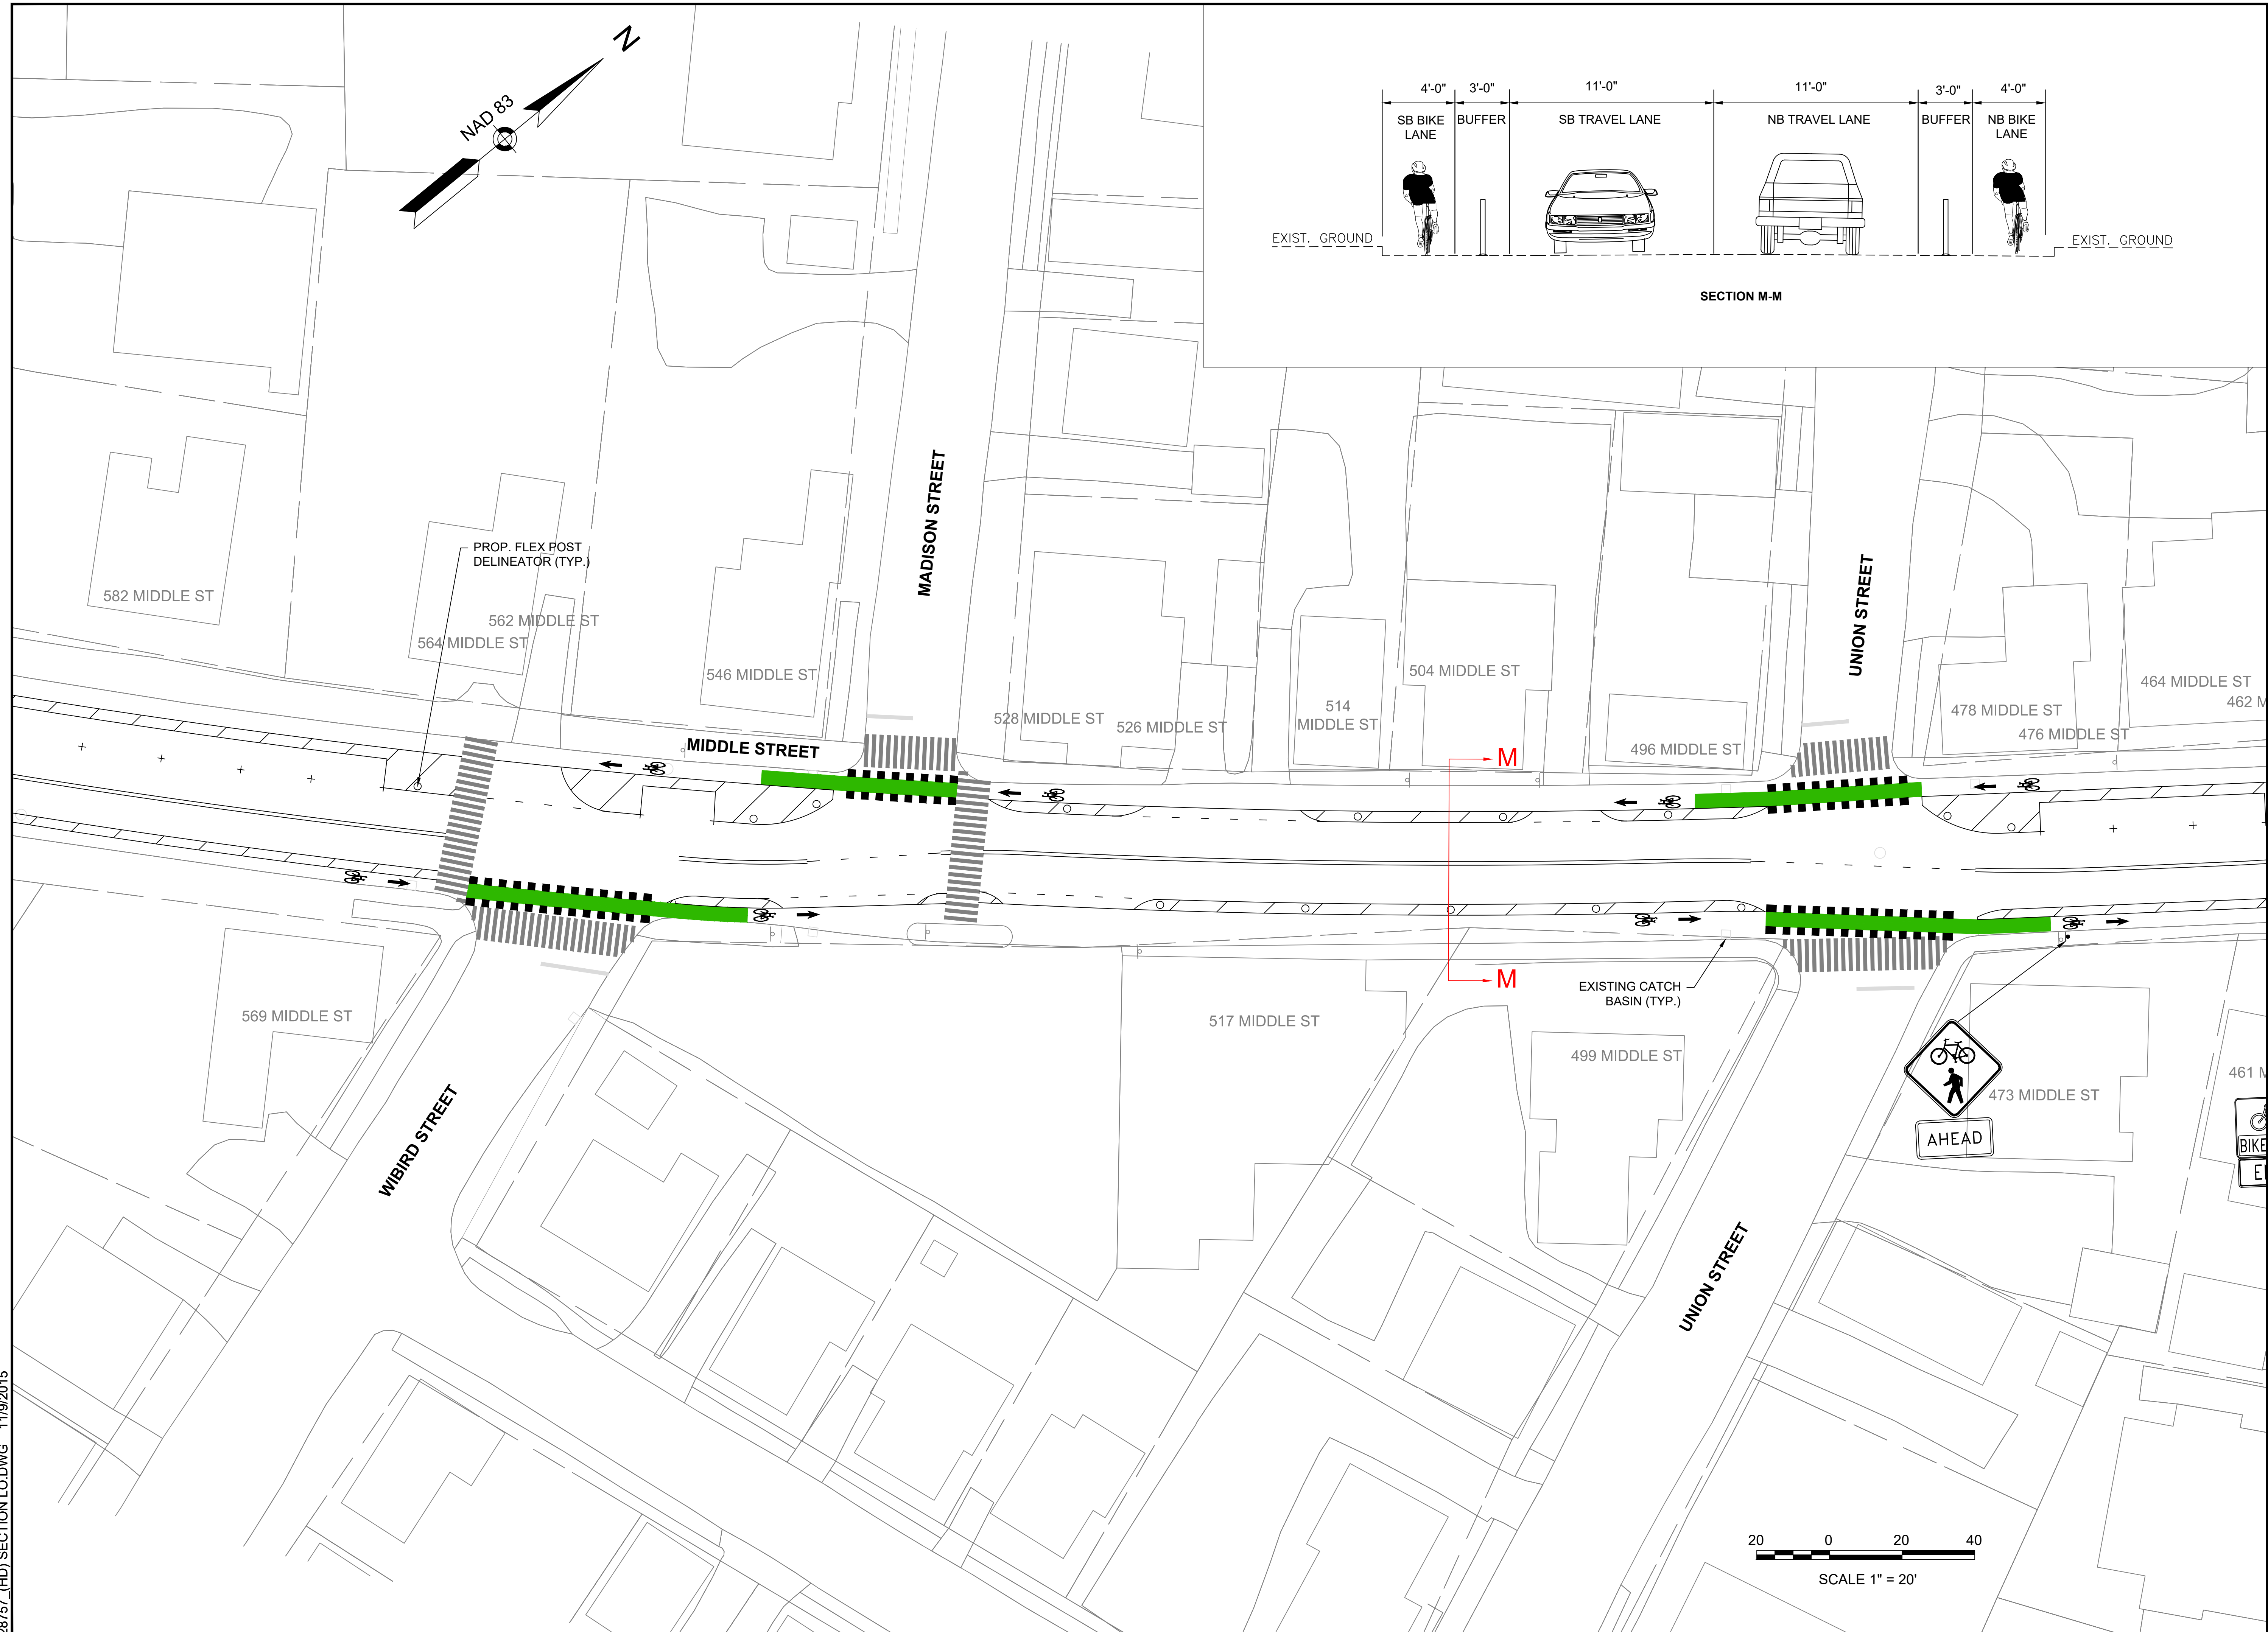 N
NAD 83
4'-0"
3'-0"
11'-0"
11'-0"
3'-0"
4'-0"
SB BIKE
LANE
BUFFER
SB TRAVEL LANE
NB TRAVEL LANE
BUFFER
NB BIKE
LANE
EXIST. GROUND
EXIST. GROUND
SECTION M-M
MADISON STREET
UNION STREET
PROP. FLEX POST
DELINEATOR (TYP.)
582 MIDDLE ST
562 MIDDLE ST
564 MIDDLE ST
546 MIDDLE ST
528 MIDDLE ST
526 MIDDLE ST
514
MIDDLE ST
504 MIDDLE ST
496 MIDDLE ST
478 MIDDLE ST
476 MIDDLE ST
464 MIDDLE ST
462 M
MIDDLE STREET
M
M
EXISTING CATCH
BASIN (TYP.)
569 MIDDLE ST
517 MIDDLE ST
499 MIDDLE ST
473 MIDDLE ST
461 M
AHEAD
BIKE
WIBIRD STREET
UNION STREET
20 0 20 40
SCALE 1" = 20'
28757_(HD) SECTION LO.DWG 11/9/2015